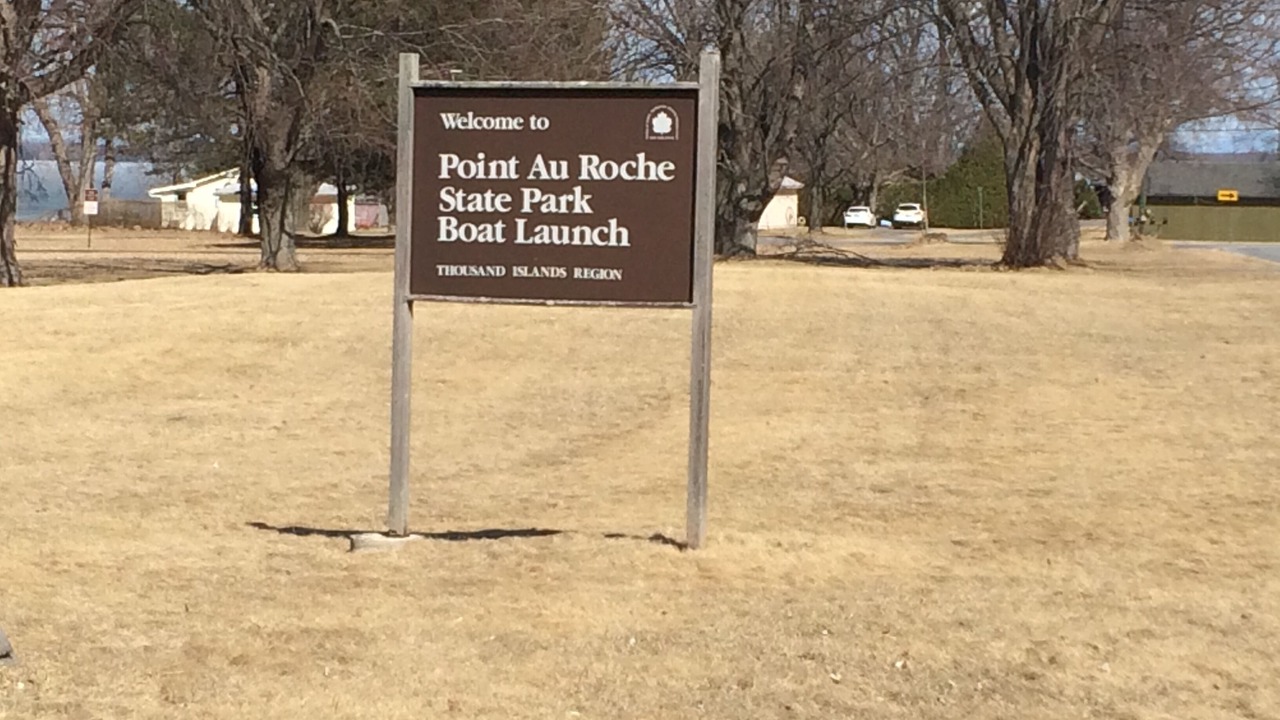 Welcome to
Point Au Roche
State Park
Boat Launch
THOUSAND ISLANDS REGION